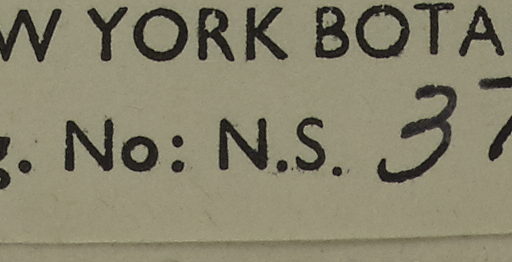 W YORK BOTA
g. No: N.S. 37